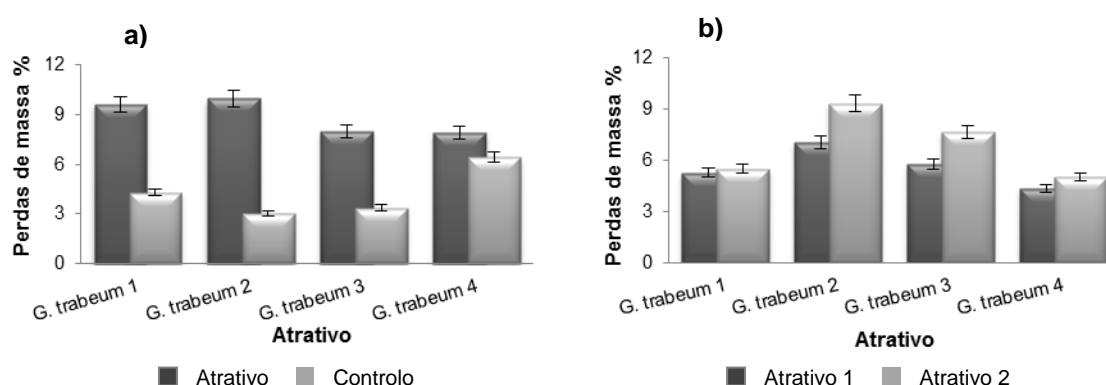 a)
Perdas de massa %
12
9
6
3
0
G. trabeum 1
G. trabeum 2
G. trabeum 3
G. trabeum 4
Atrativo
Atrativo
Controlo
b)
Perdas de massa %
12
9
6
3
0
G. trabeum 1
G. trabeum 2
G. trabeum 3
G. trabeum 4
Atrativo
Atrativo 1
Atrativo 2